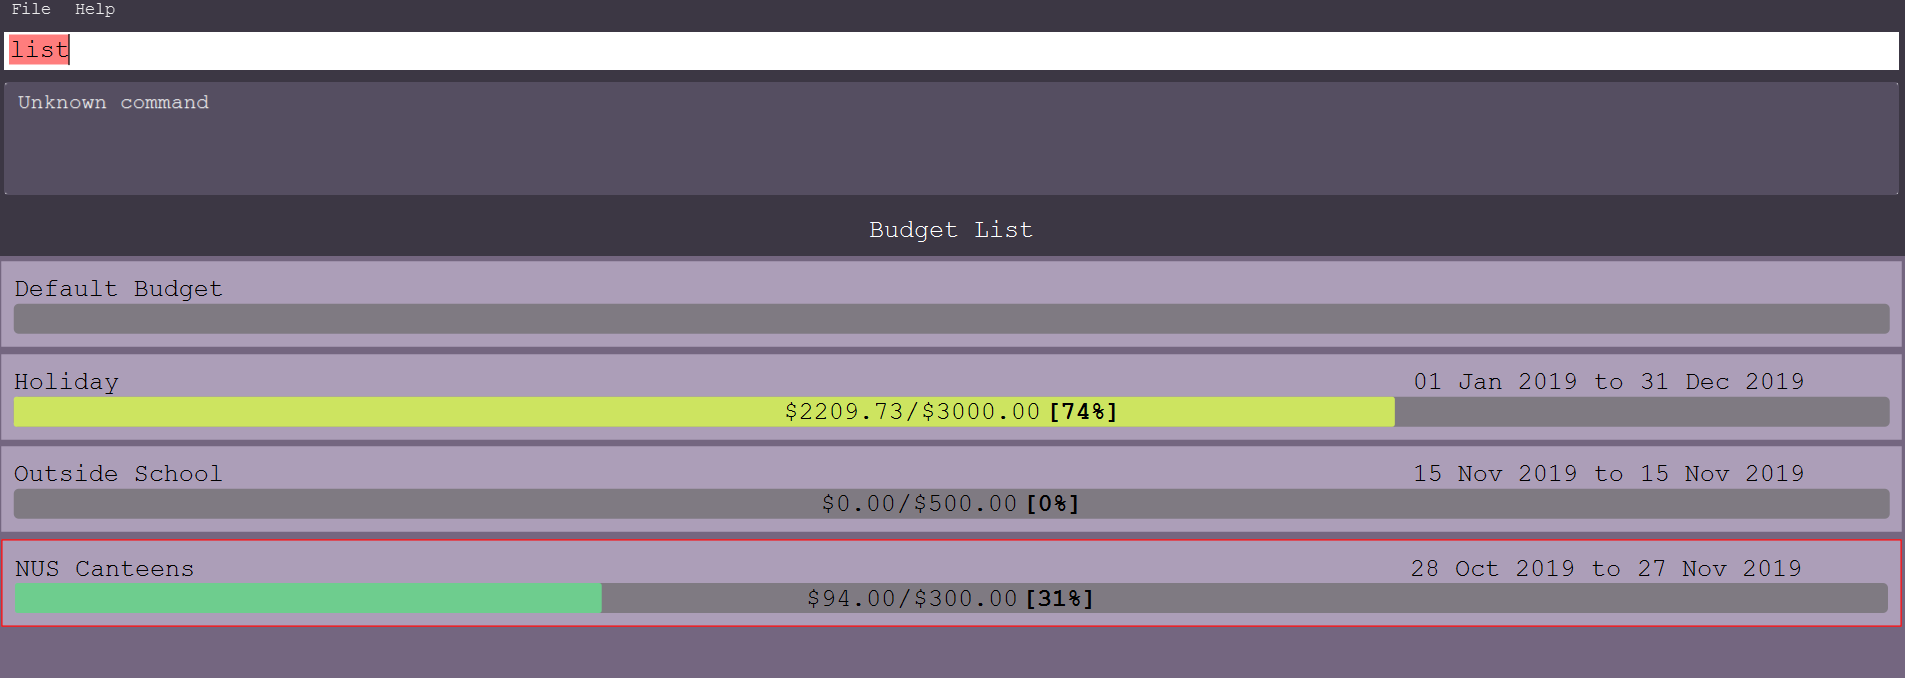 File Help
list
Unknown command
Budget List
Default Budget
Holiday 01 Jan 2019 to 31 Dec 2019
$2209.73/$3000.00 [74%]
Outside School 15 Nov 2019 to 15 Nov 2019
$0.00/$500.00 [0%]
NUS Canteens 28 Oct 2019 to 27 Nov 2019
$94.00/$300.00 [31%]